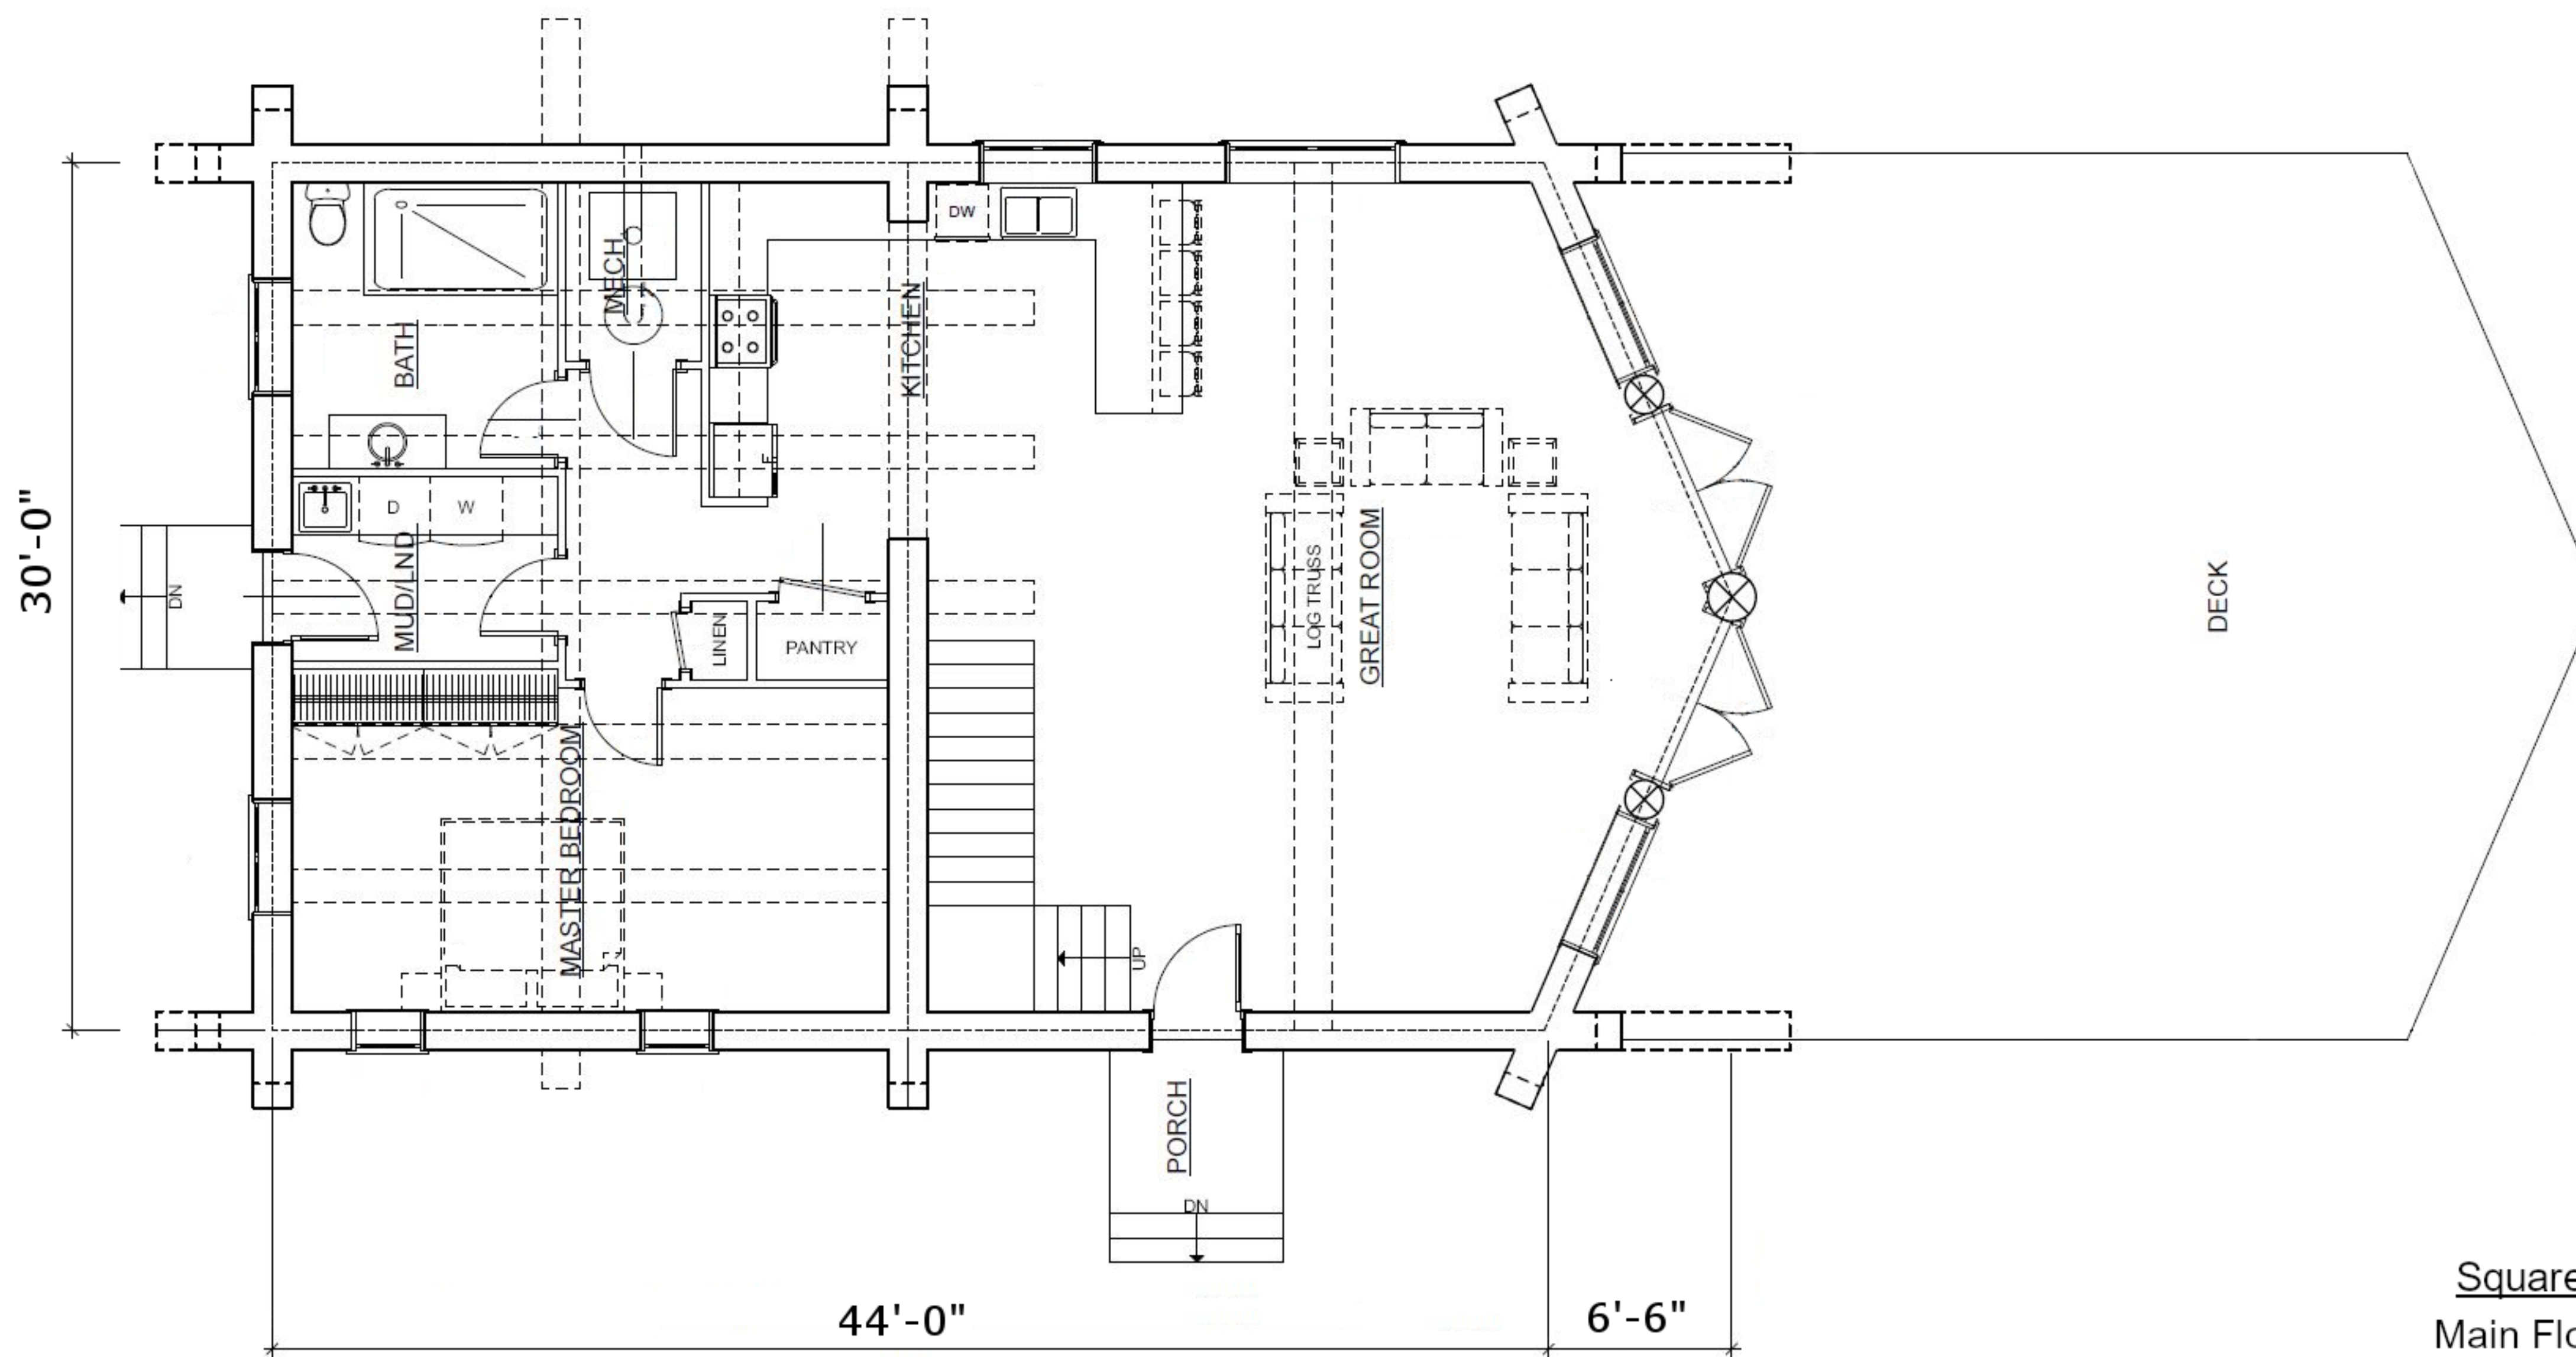 DW
MECH
KITCHEN
BATH
D
W
MUD/LND
DN
30'-0"
LINEN
PANTRY
LOG TRUSS
GREAT ROOM
DECK
MASTER BEDROOM
UP
PORCH
DN
44'-0"
6'-6"
Square
Main Flo